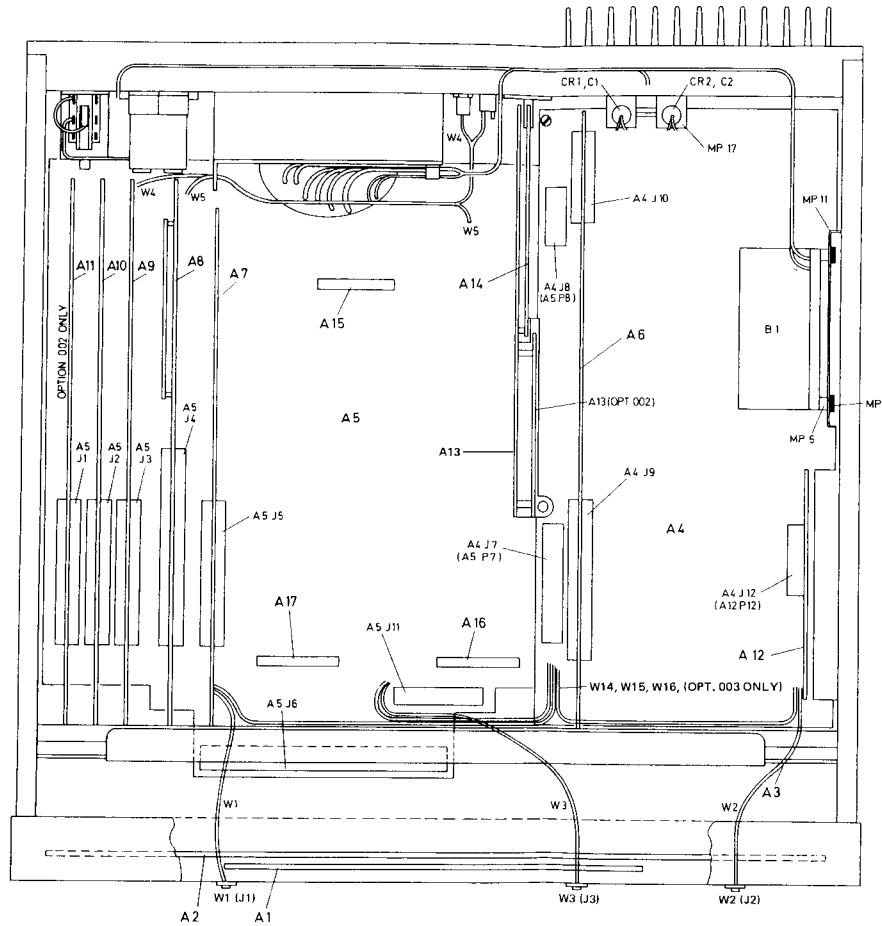 CR1, C1
CR2, C2
W4
MP 17
W4
W5
A4 J10
W5
MP 11
A11
A10
A9
A8
A7
A14
A4 J8
(A5 P8)
A15
OPTION 002 ONLY
A6
B1
A5
A13 (OPT 002)
MP
A5
J4
MP 5
A5
J1
A5
J2
A5
J3
A13
A4 J9
A5 J5
A4 J7
(A5 P7)
A4
A4 J12
(A12 P12)
A17
A5 J11
A16
A12
W14, W15, W16, (OPT. 003 ONLY)
A5 J6
A3
W1
W3
W2
A2
A1
W1 (J1)
W3 (J3)
W2 (J2)